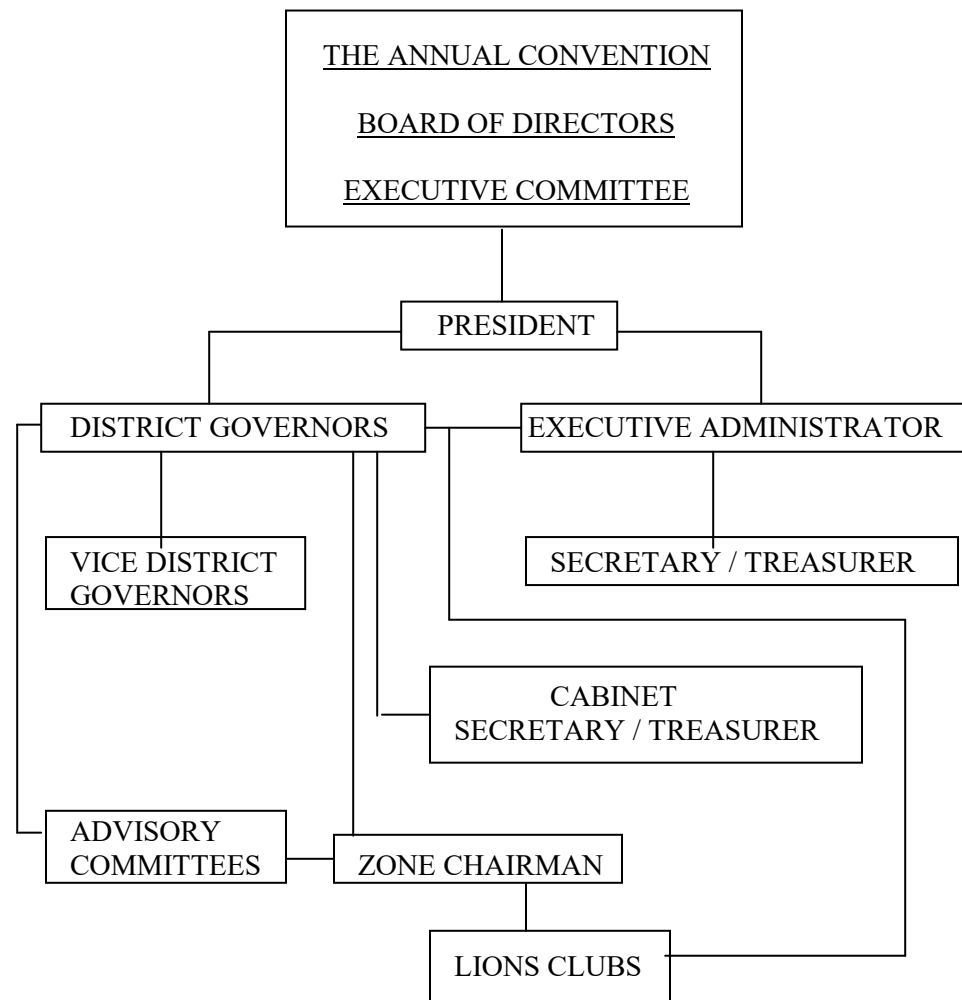 THE ANNUAL CONVENTION
BOARD OF DIRECTORS
EXECUTIVE COMMITTEE
PRESIDENT
DISTRICT GOVERNORS
EXECUTIVE ADMINISTRATOR
VICE DISTRICT
GOVERNORS
SECRETARY / TREASURER
CABINET
SECRETARY / TREASURER
ADVISORY
COMMITTEES
ZONE CHAIRMAN
LIONS CLUBS